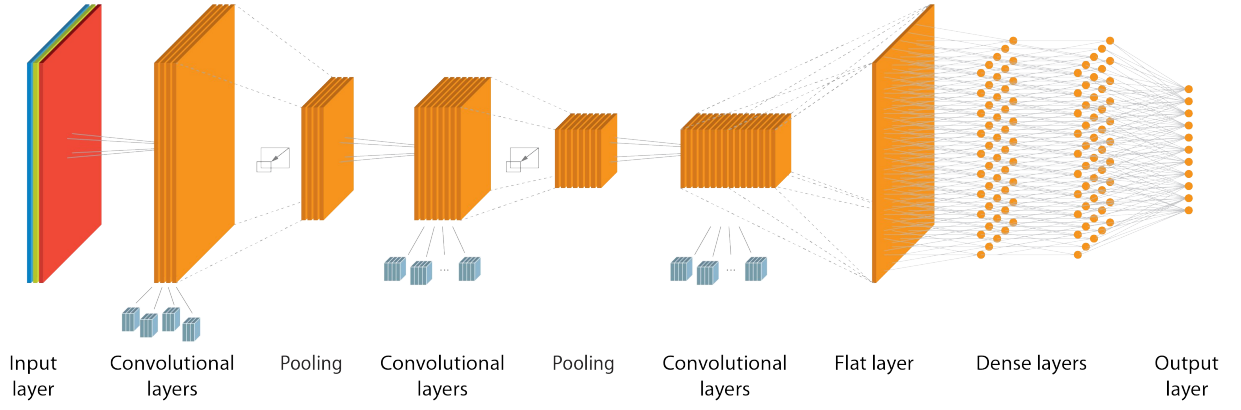 Input
layer
Convolutional
layers
Pooling
Convolutional
layers
Pooling
Convolutional
layers
Flat layer
Dense layers
Output
layer
...
...